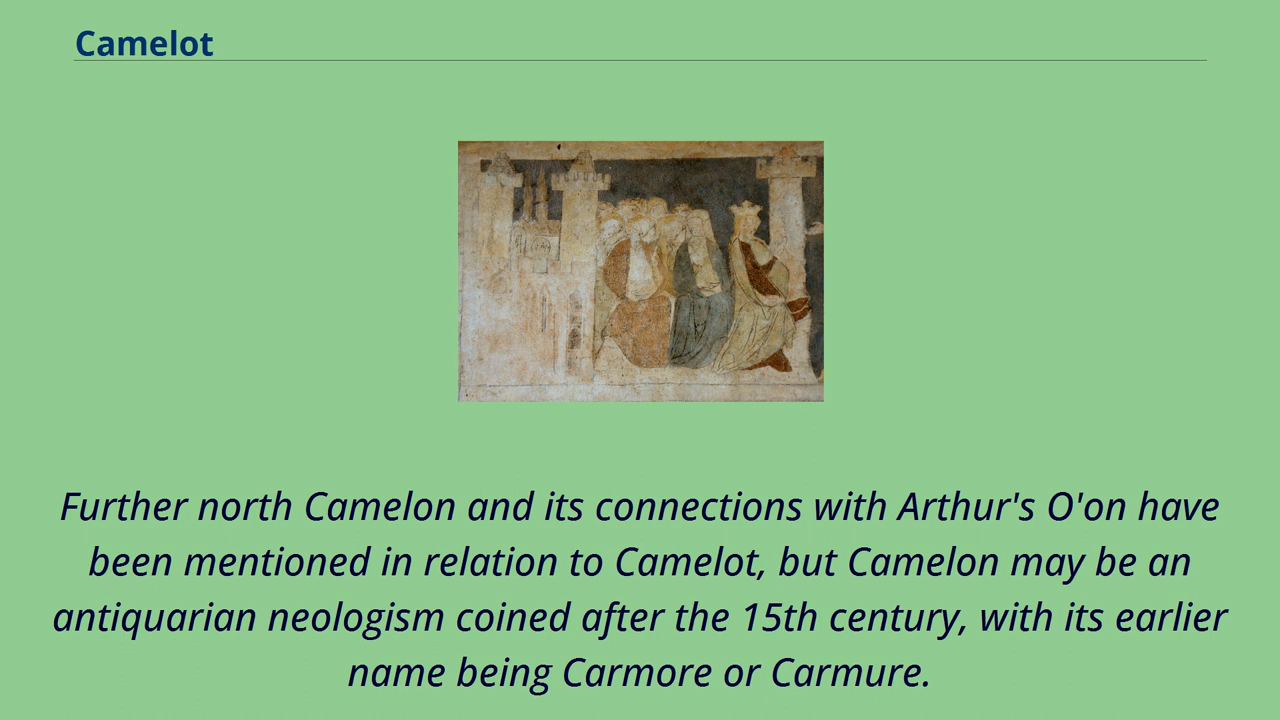 Camelot
Further north Camelon and its connections with Arthur's O'on have
been mentioned in relation to Camelot, but Camelon may be an
antiquarian neologism coined after the 15th century, with its earlier
name being Carmore or Carmure.